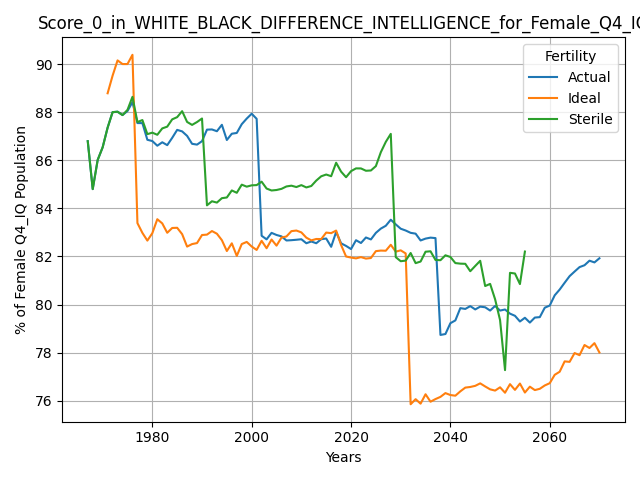 Score_0_in_WHITE_BLACK_DIFFERENCE_INTELLIGENCE_for_Female_Q4_IQ
Fertility
Actual
Ideal
Sterile
% of Female Q4_IQ Population
90
88
86
84
82
80
78
76
1980
2000
2020
2040
2060
Years